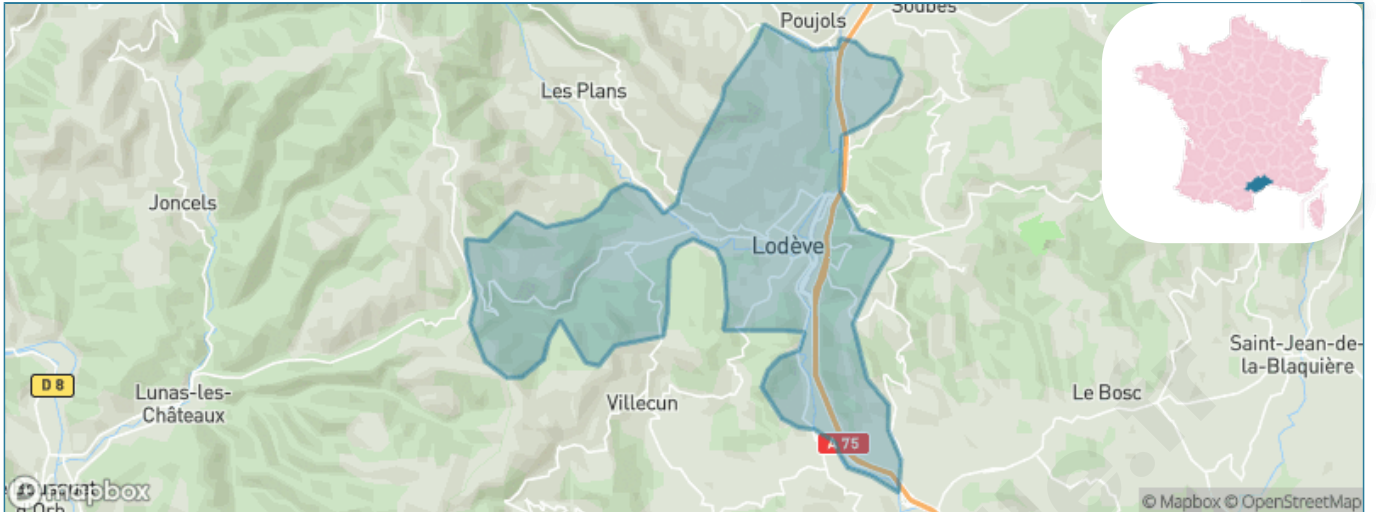 Soubès
Poujols
Les Plans
Joncels
Lodève
Saint-Jean-de-
la-Blaquière
D 8
Lunas-les-
Châteaux
Villecun
Le Bosc
A 75
mapbox
d'Orb
© Mapbox © OpenStreetMap